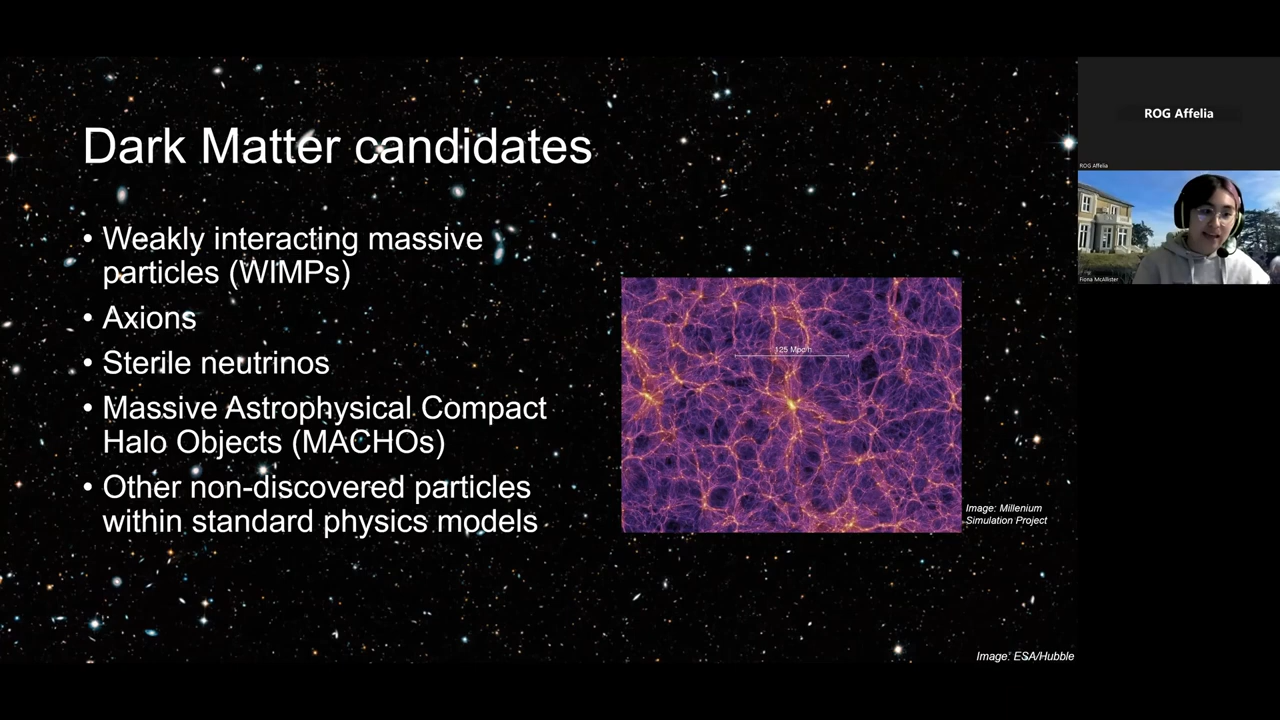 Dark Matter candidates
• Weakly interacting massive
particles (WIMPs)
• Axions
• Sterile neutrinos
• Massive Astrophysical Compact
Halo Objects (MACHOs)
• Other non-discovered particles
within standard physics models
125 Mpc/h
Image: Millenium
Simulation Project
Image: ESA/Hubble
ROG Affelia
ROG Affelia
Fiona McAllister